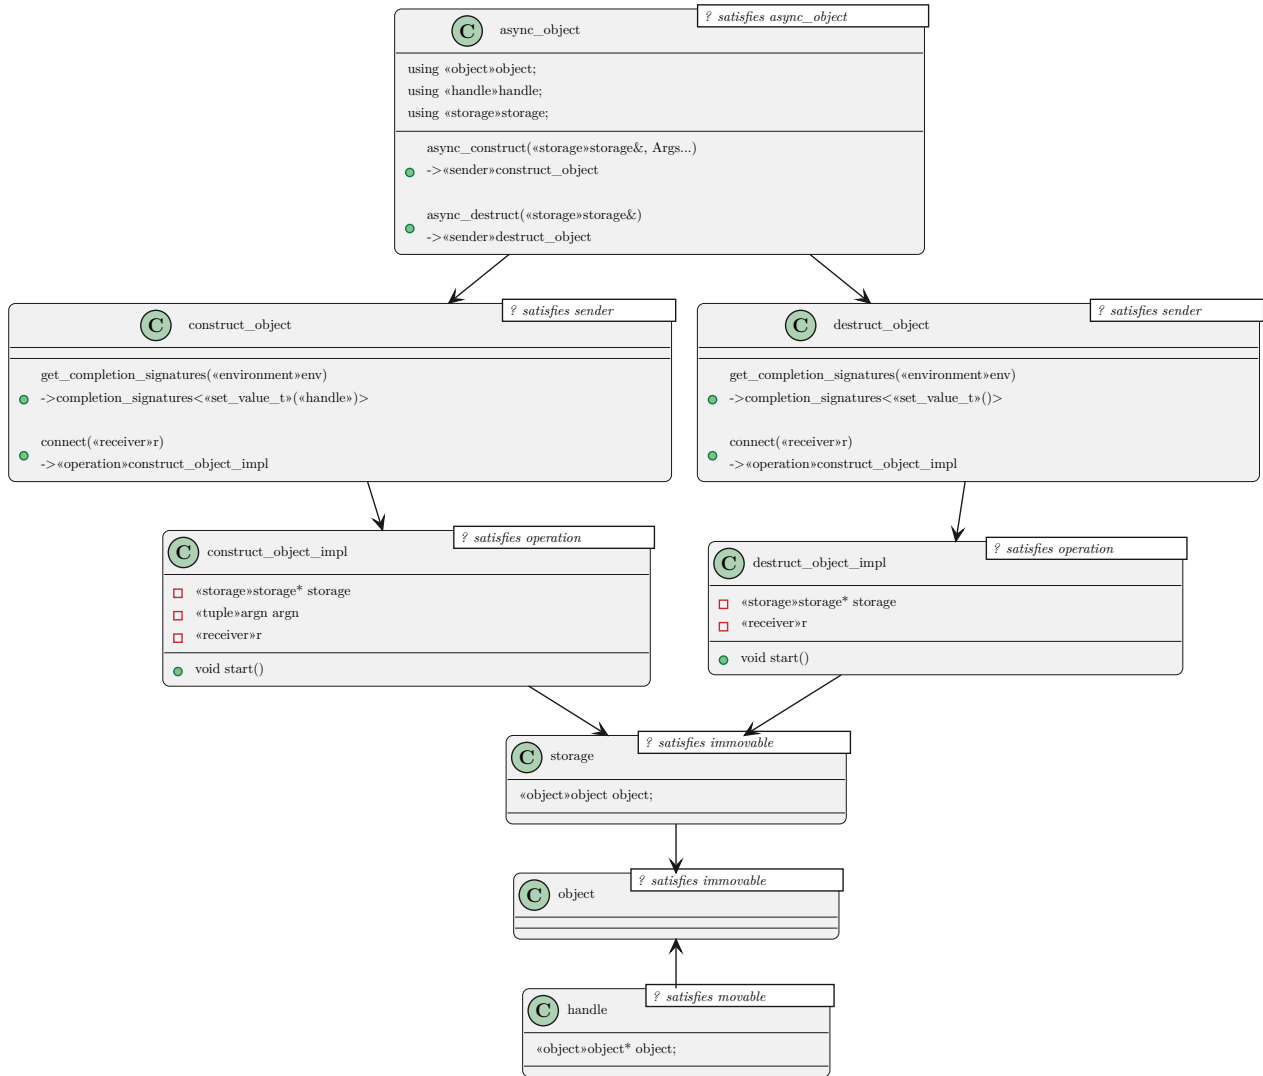 ? satisfies async_object
C async_object
using «object»object;
using «handle»handle;
using «storage»storage;
async_construct(«storage»storage&, Args...)
->«sender»construct_object
async_destruct(«storage»storage&)
->«sender»destruct_object
? satisfies sender
C construct_object
get_completion_signatures(«environment»env)
->completion_signatures<«set_value_t»(«handle»)>
connect(«receiver»r)
->«operation»construct_object_impl
? satisfies sender
C destruct_object
get_completion_signatures(«environment»env)
->completion_signatures<«set_value_t»()>
connect(«receiver»r)
->«operation»construct_object_impl
? satisfies operation
C construct_object_impl
«storage»storage* storage
«tuple»argn argn
«receiver»r
void start()
? satisfies operation
C destruct_object_impl
«storage»storage* storage
«receiver»r
void start()
? satisfies immovable
C storage
«object»object object;
? satisfies immovable
C object
? satisfies movable
C handle
«object»object* object;